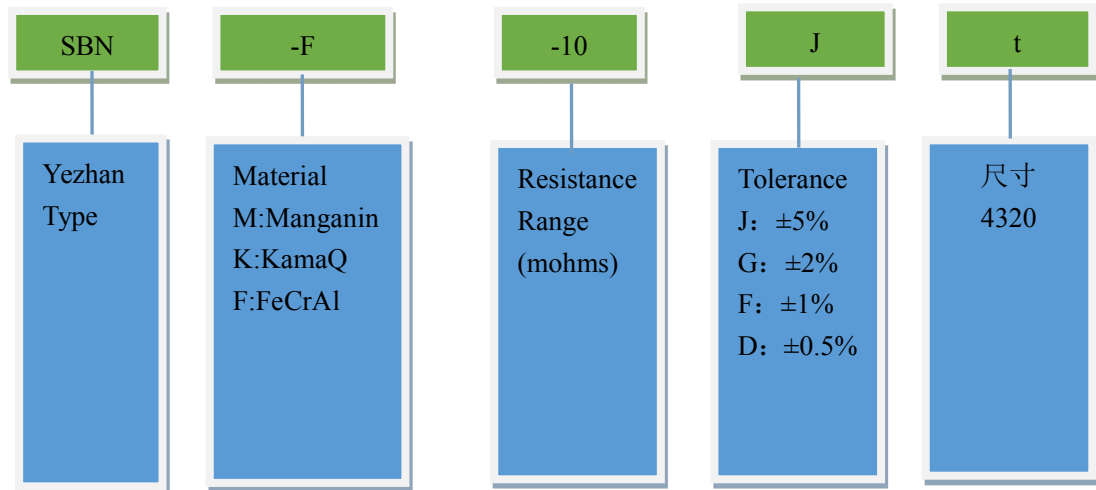 SBN
-F
-10
J
t
Yezhan
Type
Material
M:Manganin
K:KamaQ
F:FeCrAl
Resistance
Range
(mohms)
Tolerance
J：±5%
G：±2%
F：±1%
D：±0.5%
尺寸
4320